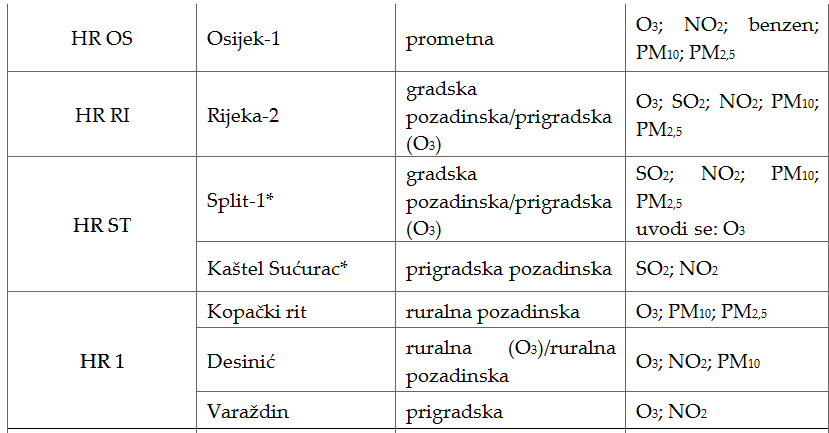 HR OS
Osijek-1
prometna
O3; NO2; benzen;
PM10; PM2,5
HR RI
Rijeka-2
gradska
pozadinska/prigradska
(O3)
O3; SO2; NO2; PM10;
PM2,5
HR ST
Split-1*
gradska
pozadinska/prigradska
(O3)
SO2; NO2; PM10;
PM2,5
uvodi se: O3
Kaštel Sućurac*
prigradska pozadinska
SO2; NO2
HR 1
Kopački rit
ruralna pozadinska
O3; PM10; PM2,5
Desinić
ruralna (O3)/ruralna
pozadinska
O3; NO2; PM10
Varaždin
prigradska
O3; NO2